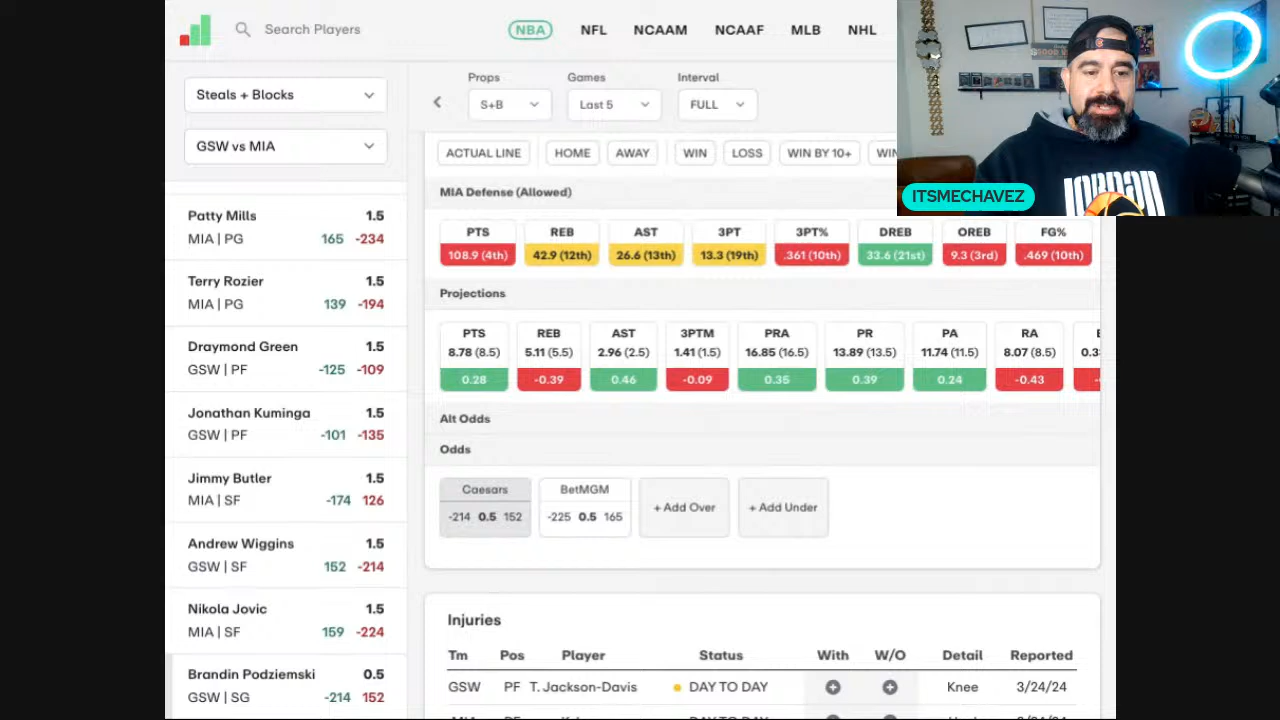 Search Players
NBA NFL NCAAM NCAAF MLB NHL
Steals + Blocks
GSW vs MIA
Props Games Interval
S+B Last 5 FULL
ACTUAL LINE HOME AWAY WIN LOSS WIN BY 10+
MIA Defense (Allowed)
PTS REB AST 3PT 3PT% DREB OREB FG%
108.9 (4th) 42.9 (12th) 26.6 (13th) 13.3 (19th) .361 (10th) 33.6 (21st) 9.3 (3rd) .469 (10th)
Projections
PTS REB AST 3PTM PRA PR PA RA
8.78 (8.5) 5.11 (5.5) 2.96 (2.5) 1.41 (1.5) 16.85 (16.5) 13.89 (13.5) 11.74 (11.5) 8.07 (8.5)
0.28 -0.39 0.46 -0.09 0.35 0.39 0.24 -0.43
Alt Odds
Odds
Caesars BetMGM
-214 0.5 152 -225 0.5 165
+ Add Over + Add Under
Injuries
Tm Pos Player Status With W/O Detail Reported
GSW PF T. Jackson-Davis DAY TO DAY Knee 3/24/24
Patty Mills 1.5
MIA | PG 165 -234
Terry Rozier 1.5
MIA | PG 139 -194
Draymond Green 1.5
GSW | PF -125 -109
Jonathan Kuminga 1.5
GSW | PF -101 -135
Jimmy Butler 1.5
MIA | SF -174 126
Andrew Wiggins 1.5
GSW | SF 152 -214
Nikola Jovic 1.5
MIA | SF 159 -224
Brandin Podziemski 0.5
GSW | SG -214 152
ITSMECHAVEZ
JORDAN